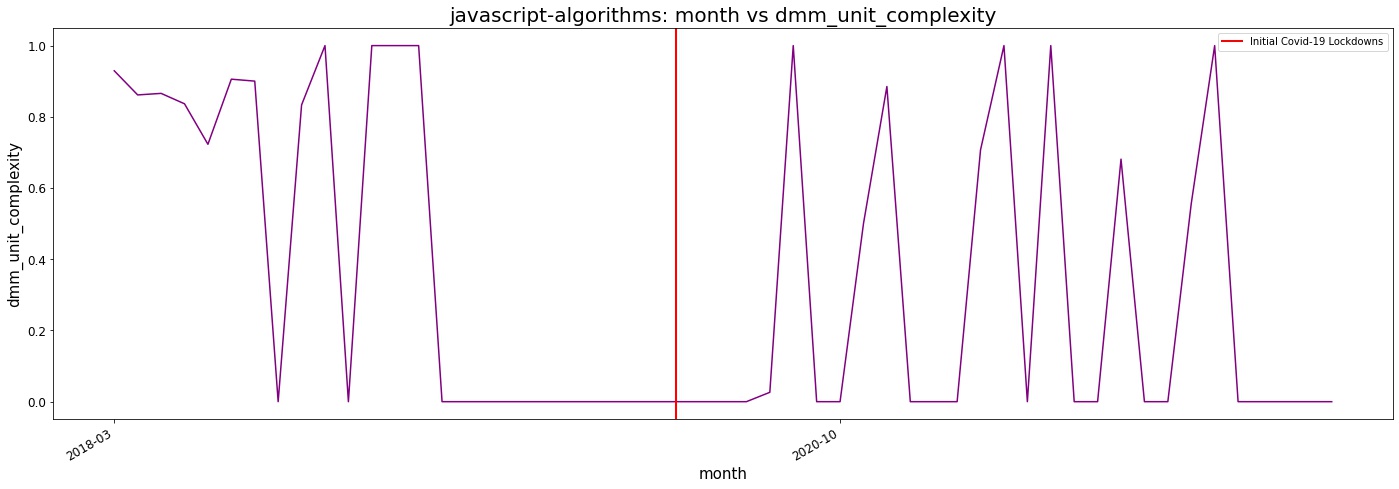 javascript-algorithms: month vs dmm_unit_complexity
Initial Covid-19 Lockdowns
1.0
0.8
0.6
0.4
0.2
0.0
dmm_unit_complexity
2018-03
2020-10
month